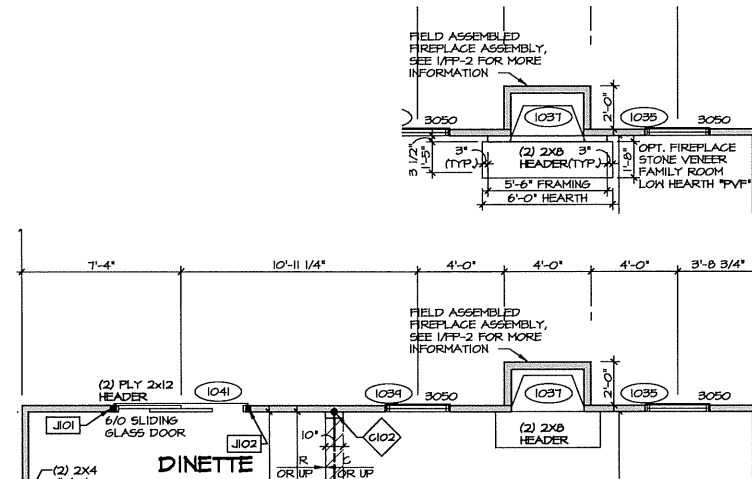 FIELD ASSEMBLED
FIREPLACE ASSEMBLY,
SEE 1/FP-2 FOR MORE
INFORMATION
2'-0"
1037
1035
3050
3050
3 1/2"
1'-5"
3"
(TYP.)
(2) 2X8
HEADER
3"
(TYP.)
1'-8"
OPT. FIREPLACE
STONE VENEER
FAMILY ROOM
LOW HEARTH "PVF"
5'-6" FRAMING
6'-0" HEARTH
7'-4"
10'-11 1/4"
4'-0"
4'-0"
4'-0"
3'-8 3/4"
FIELD ASSEMBLED
FIREPLACE ASSEMBLY,
SEE 1/FP-2 FOR MORE
INFORMATION
2'-0"
(2) PLY 2x12
HEADER
1041
1039
3050
1037
1035
3050
J101
6/0 SLIDING
GLASS DOOR
J102
10"
C102
(2) 2X8
HEADER
DINETTE
R
OR UP
C
OR UP
(2) 2X4